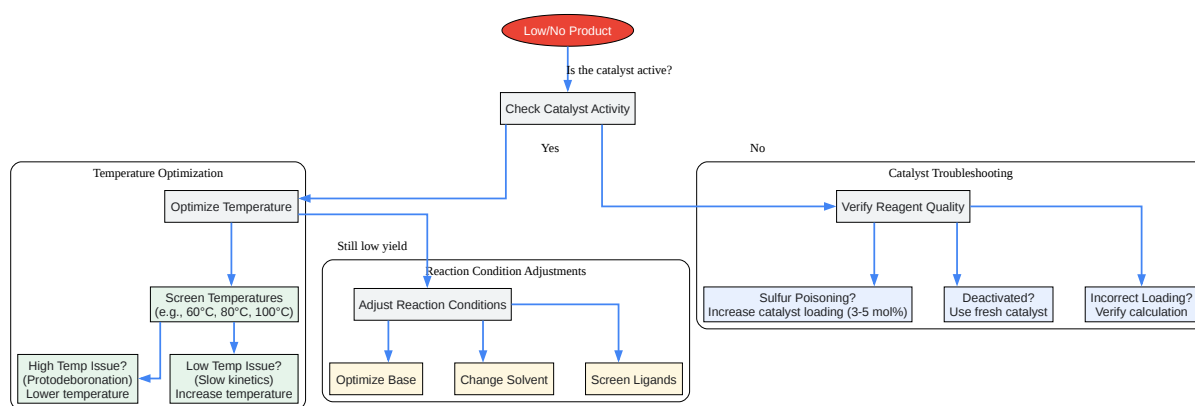 Low/No Product
Is the catalyst active?
Check Catalyst Activity
Yes
No
Temperature Optimization
Optimize Temperature
Still low yield
Screen Temperatures
(e.g., 60°C, 80°C, 100°C)
High Temp Issue?
(Protodeboronation)
Lower temperature
Low Temp Issue?
(Slow kinetics)
Increase temperature
Reaction Condition Adjustments
Adjust Reaction Conditions
Optimize Base
Change Solvent
Screen Ligands
Catalyst Troubleshooting
Verify Reagent Quality
Sulfur Poisoning?
Increase catalyst loading (3-5 mol%)
Deactivated?
Use fresh catalyst
Incorrect Loading?
Verify calculation